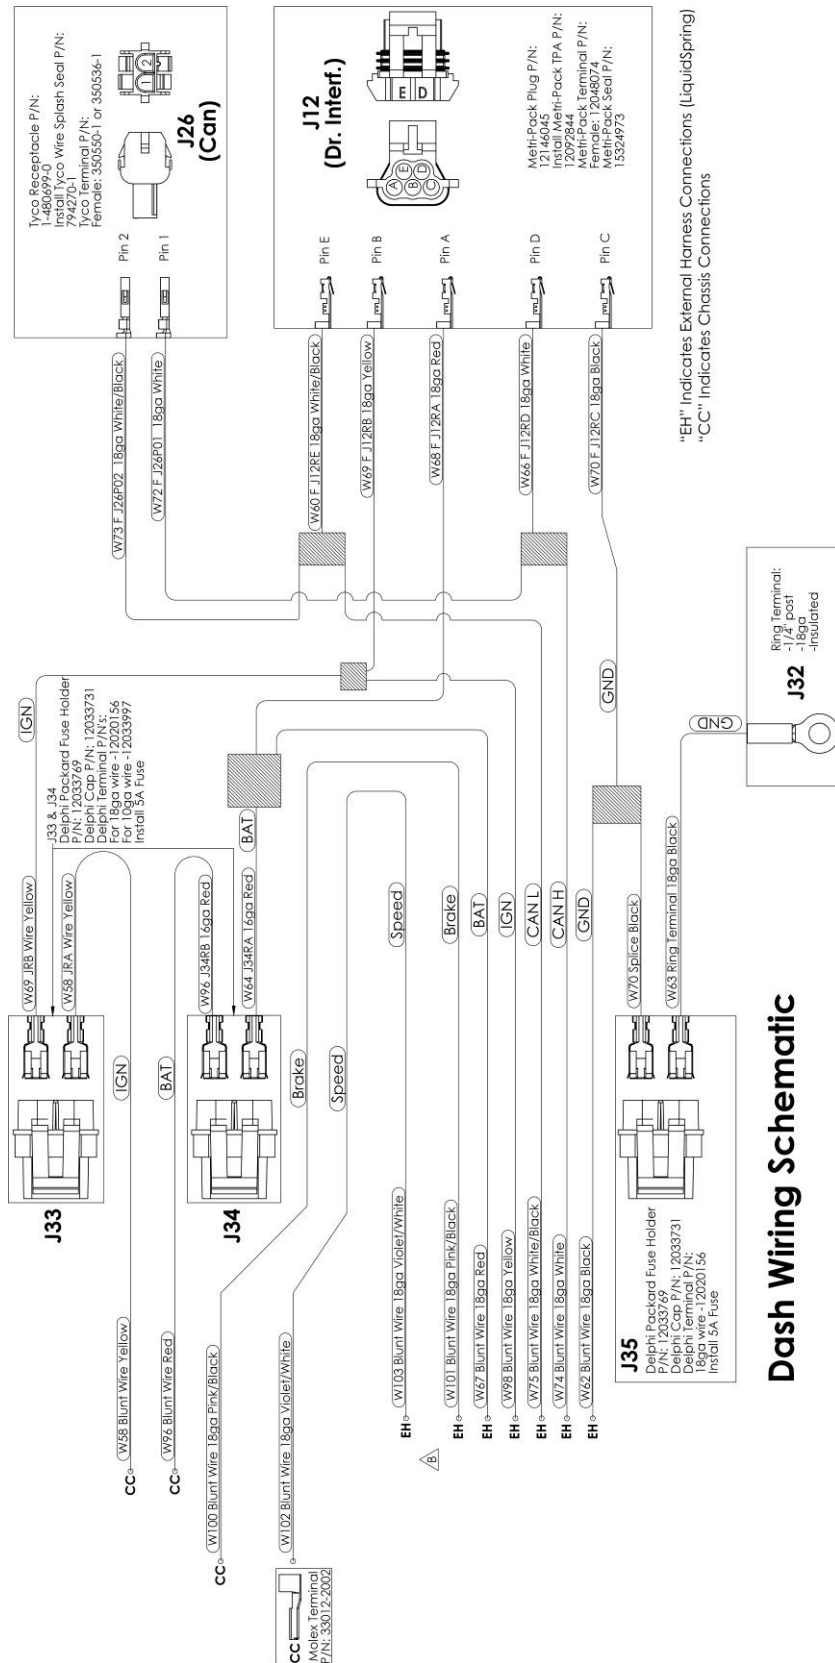 Tyco Receptacle P/N:
1-480699-0
Install Tyco Wire Splash Seal P/N:
794270-1
Tyco Terminal P/N:
Female: 350550-1 or 350536-1
1
2
J26
(Can)
Pin 2
Pin 1
W73 F J26P02 18ga White/Black
W72 F J26P01 18ga White
J12
(Dr. Interf.)
E D
A
B
C
D
E
Metri-Pack Plug P/N:
12146045
Install Metri-Pack TPA P/N:
12092844
Metri-Pack Terminal P/N:
Female: 12048074
Metri-Pack Seal P/N:
15324973
Pin E
Pin B
Pin A
Pin D
Pin C
W60 F J12RE 18ga White/Black
W69 F J12RB 18ga Yellow
W68 F J12RA 18ga Red
W66 F J12RD 18ga White
W70 F J12RC 18ga Black
"EH" Indicates External Harness Connections (LiquidSpring)
"CC" Indicates Chassis Connections
IGN
J33 & J34
Delphi Packard Fuse Holder
P/N: 12033769
Delphi Cap P/N: 12033731
Delphi Terminal P/N's:
For 18ga wire -12020156
For 10ga wire -12033997
Install 5A Fuse
BAT
GND
GND
Ring Terminal:
-1/4" post
-18ga
-Insulated
J32
W69 JRB Wire Yellow
W58 JRA Wire Yellow
W96 J34RB 16ga Red
W64 J34RA 16ga Red
J33
J34
IGN
BAT
Brake
Speed
Speed
Brake
BAT
IGN
CAN L
CAN H
GND
W70 Splice Black
W63 Ring Terminal 18ga Black
J35
Delphi Packard Fuse Holder
P/N: 12033769
Delphi Cap P/N: 12033731
Delphi Terminal P/N:
18ga wire -12020156
Install 5A Fuse
W58 Blunt Wire Yellow
CC
W96 Blunt Wire Red
CC
W100 Blunt Wire 18ga Pink/Black
CC
W102 Blunt Wire 18ga Violet/White
CC
Molex Terminal
P/N: 33012-2002
W103 Blunt Wire 18ga Violet/White
EH
B
W101 Blunt Wire 18ga Pink/Black
EH
W67 Blunt Wire 18ga Red
EH
W98 Blunt Wire 18ga Yellow
EH
W75 Blunt Wire 18ga White/Black
EH
W74 Blunt Wire 18ga White
EH
W62 Blunt Wire 18ga Black
EH
Dash Wiring Schematic